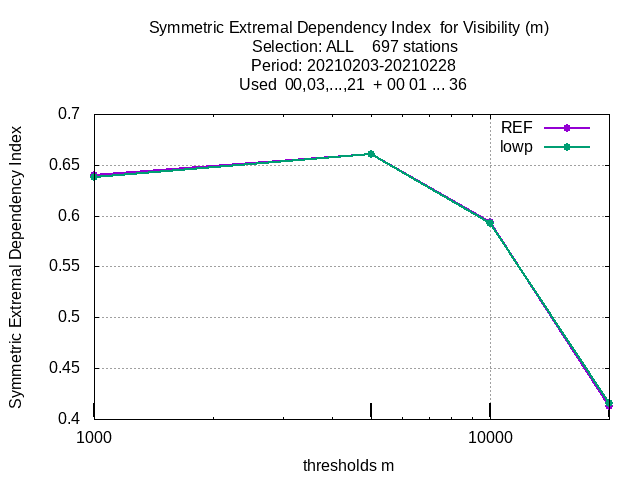 Symmetric Extremal Dependency Index  for Visibility (m)
Selection: ALL    697 stations
Period: 20210203-20210228
Used  00,03,...,21  + 00 01 ... 36
REF
lowp
0.7
0.65
0.6
0.55
0.5
0.45
0.4
Symmetric Extremal Dependency Index
1000
10000
thresholds m